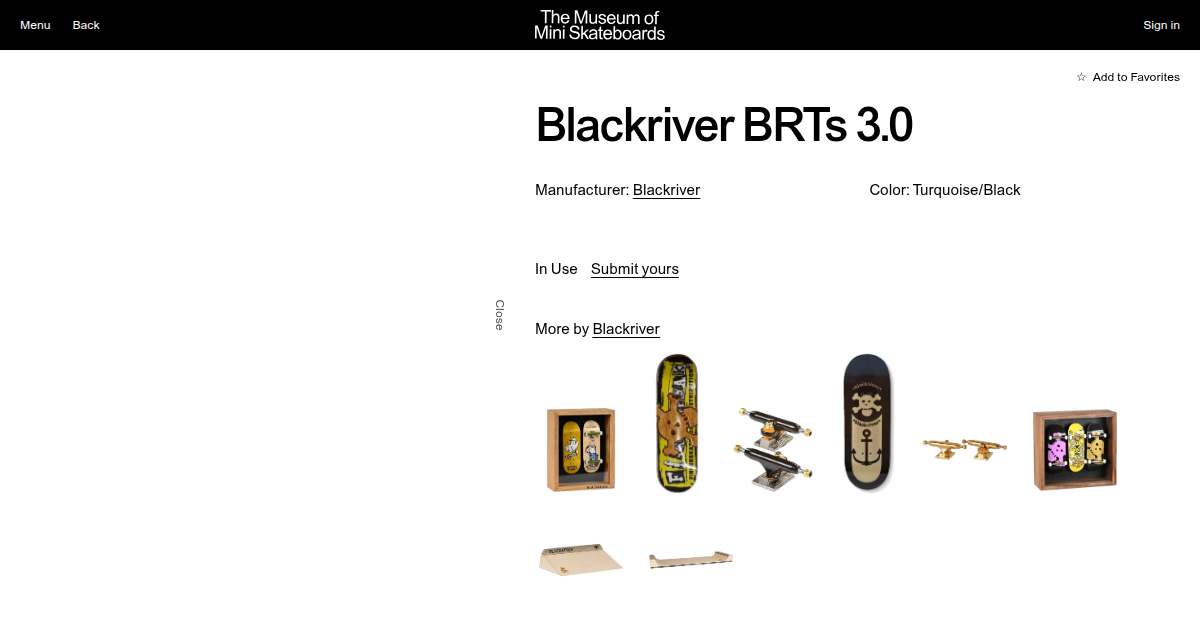 Menu
Back
The Museum of
Mini Skateboards
Sign in
☆ Add to Favorites
Blackriver BRTs 3.0
Manufacturer: Blackriver
Color: Turquoise/Black
In Use
Submit yours
Close
More by Blackriver